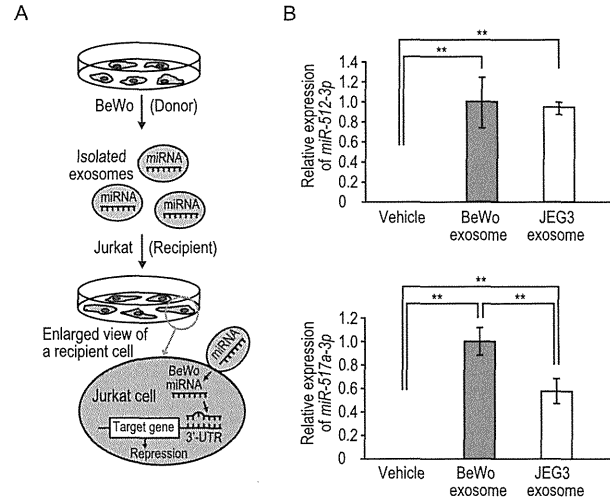 A
BeWo (Donor)
Isolated
exosomes
miRNA
miRNA
miRNA
Jurkat (Recipient)
Enlarged view of
a recipient cell
miRNA
BeWo
miRNA
Jurkat cell
Target gene
3'-UTR
Repression
B
**
**
Relative expression
of miR-512-3p
1.4
1.2
1.0
0.8
0.6
0.4
0.2
0
Vehicle BeWo JEG3
exosome exosome
**
** **
Relative expression
of miR-517a-3p
1.2
1.0
0.8
0.6
0.4
0.2
0
Vehicle BeWo JEG3
exosome exosome